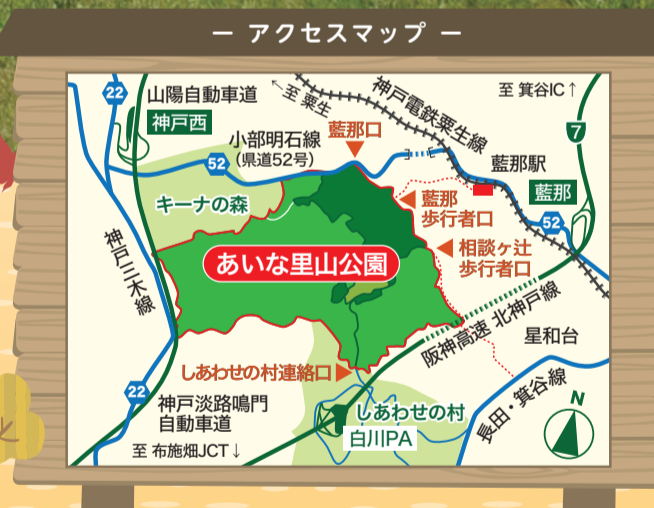 ー アクセスマップ ー
22
山陽自動車道
神戸西
←至 粟生
神戸電鉄粟生線
至 箕谷IC↑
7
小部明石線
(県道52号)
藍那口
52
藍那駅
藍那
キーナの森
藍那
歩行者口
52
相談ヶ辻
歩行者口
神戸三木線
あいな里山公園
阪神高速 北神戸線
星和台
しあわせの村連絡口
22
神戸淡路鳴門
自動車道
しあわせの村
白川PA
長田・箕谷線
N
至 布施畑JCT↓